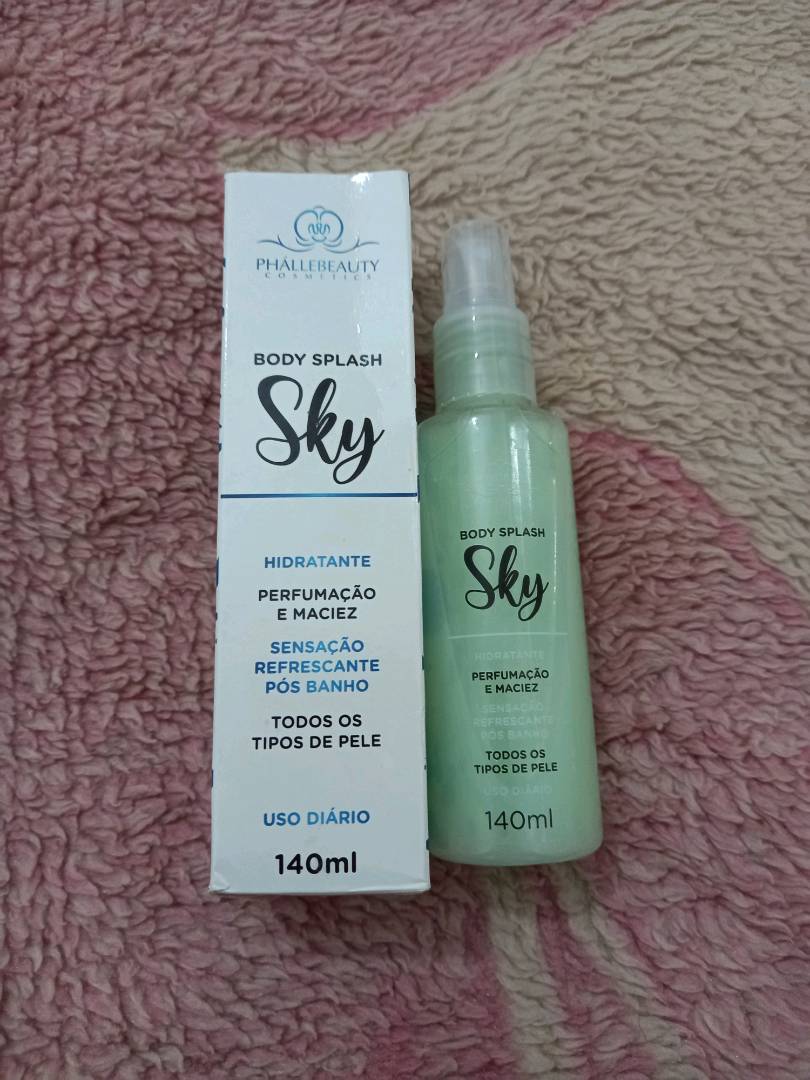 PHÁLLEBEAUTY
COSMETICS
BODY SPLASH
Sky
HIDRATANTE
PERFUMAÇÃO
E MACIEZ
SENSAÇÃO
REFRESCANTE
PÓS BANHO
TODOS OS
TIPOS DE PELE
USO DIÁRIO
140ml
BODY SPLASH
Sky
HIDRATANTE
PERFUMAÇÃO
E MACIEZ
SENSAÇÃO
REFRESCANTE
PÓS BANHO
TODOS OS
TIPOS DE PELE
USO DIÁRIO
140ml